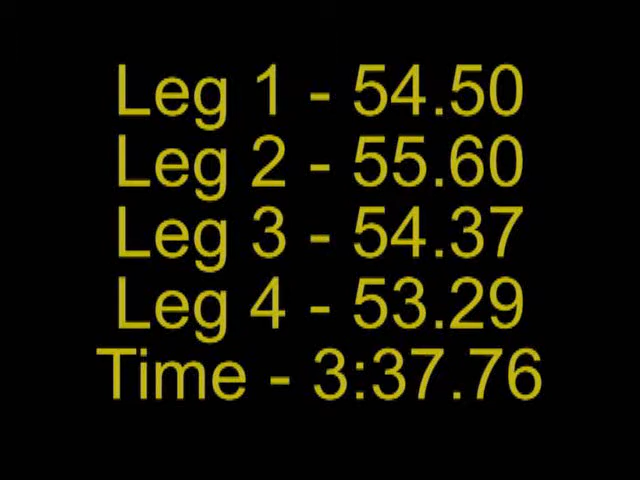 Leg 1 - 54.50
Leg 2 - 55.60
Leg 3 - 54.37
Leg 4 - 53.29
Time - 3:37.76